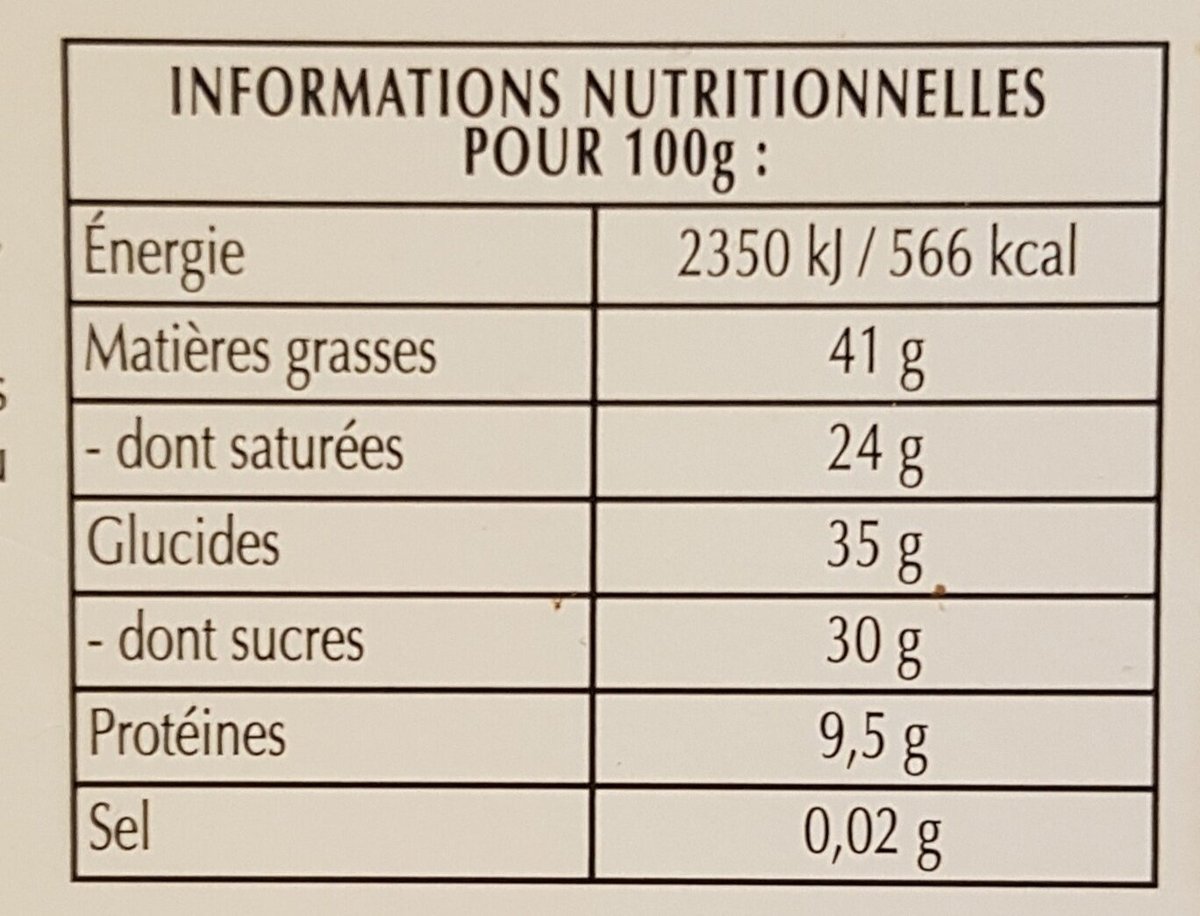 INFORMATIONS NUTRITIONNELLES
POUR 100g :
Énergie 2350 kJ / 566 kcal
Matières grasses 41 g
- dont saturées 24 g
Glucides 35 g
- dont sucres 30 g
Protéines 9,5 g
Sel 0,02 g